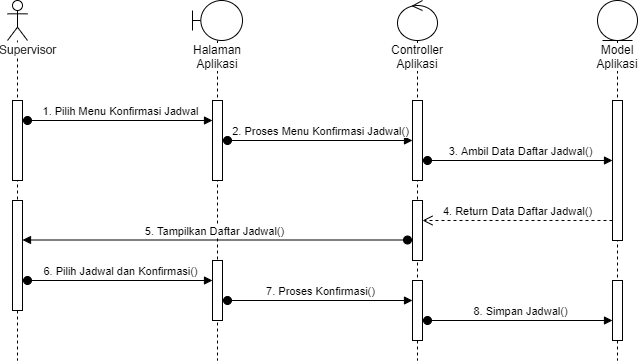 Supervisor
Halaman
Aplikasi
Controller
Aplikasi
Model
Aplikasi
1. Pilih Menu Konfirmasi Jadwal
2. Proses Menu Konfirmasi Jadwal()
3. Ambil Data Daftar Jadwal()
4. Return Data Daftar Jadwal()
5. Tampilkan Daftar Jadwal()
6. Pilih Jadwal dan Konfirmasi()
7. Proses Konfirmasi()
8. Simpan Jadwal()